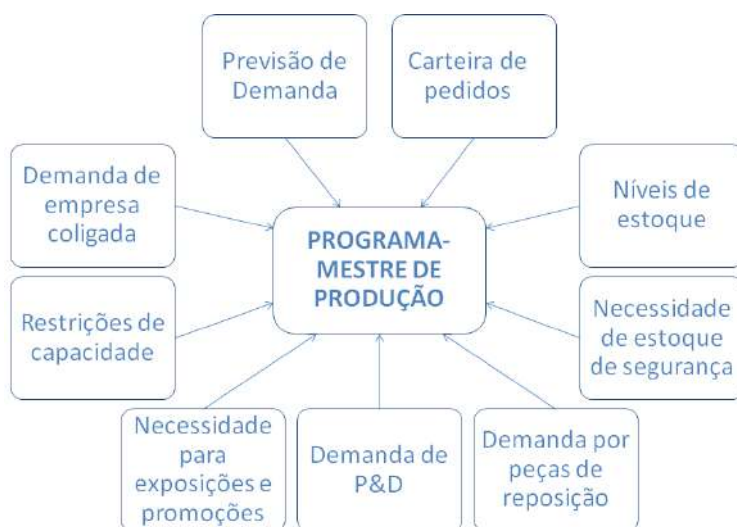 Previsão de
Demanda
Carteira de
pedidos
Demanda de
empresa
coligada
Níveis de
estoque
PROGRAMA-
MESTRE DE
PRODUÇÃO
Restrições de
capacidade
Necessidade
de estoque
de segurança
Necessidade
para
exposições e
promoções
Demanda de
P&D
Demanda por
peças de
reposição